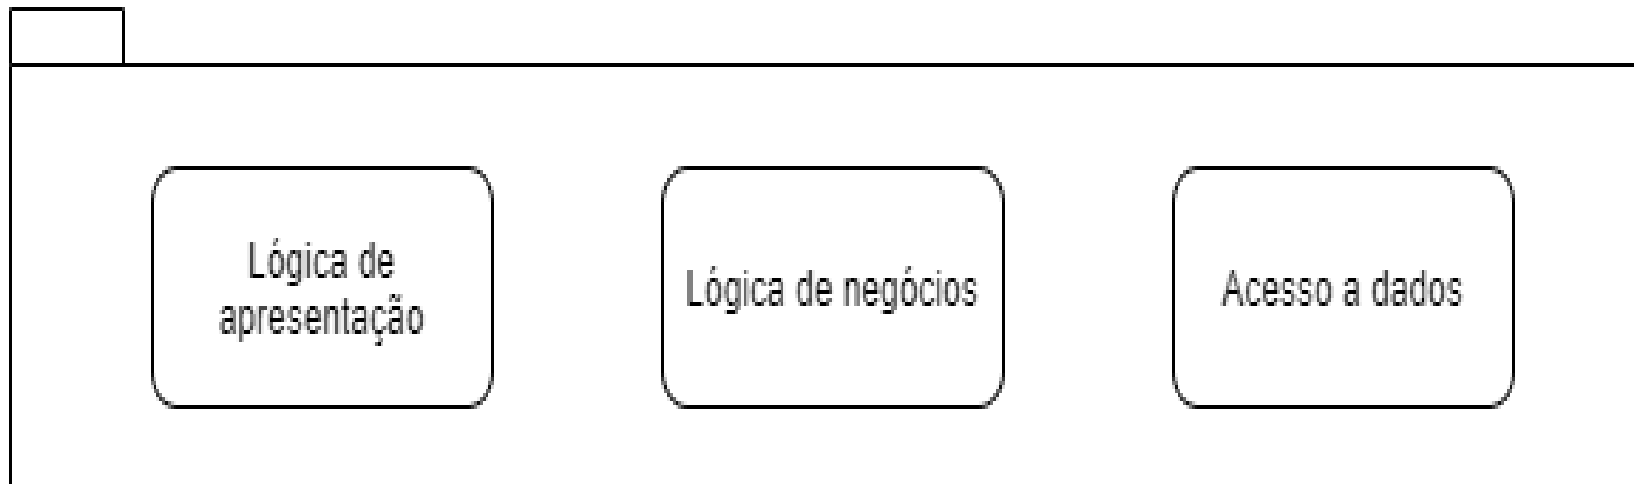 Lógica de
apresentação
Lógica de negócios
Acesso a dados